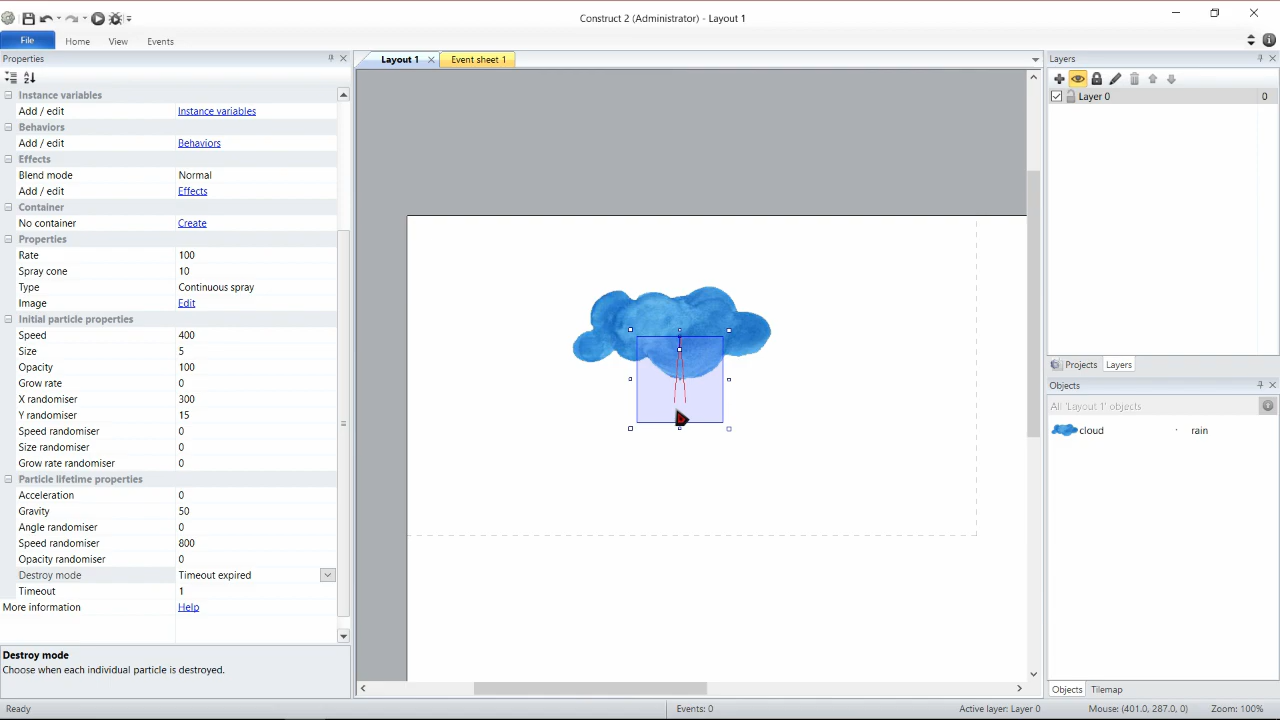 Construct 2 (Administrator) - Layout 1
File
Home
View
Events
Properties
Layout 1
Event sheet 1
Layers
Instance variables
Add / edit Instance variables
Behaviors
Add / edit Behaviors
Effects
Blend mode Normal
Add / edit Effects
Container
No container Create
Properties
Rate 100
Spray cone 10
Type Continuous spray
Image Edit
Initial particle properties
Speed 400
Size 5
Opacity 100
Grow rate 0
X randomiser 300
Y randomiser 15
Speed randomiser 0
Size randomiser 0
Grow rate randomiser 0
Particle lifetime properties
Acceleration 0
Gravity 50
Angle randomiser 0
Speed randomiser 800
Opacity randomiser 0
Destroy mode Timeout expired
Timeout 1
More information Help
Destroy mode
Choose when each individual particle is destroyed.
Layer 0 0
Projects
Layers
Objects
All 'Layout 1' objects
cloud
rain
Objects
Tilemap
Ready
Events: 0
Active layer: Layer 0
Mouse: (401.0, 287.0, 0)
Zoom: 100%